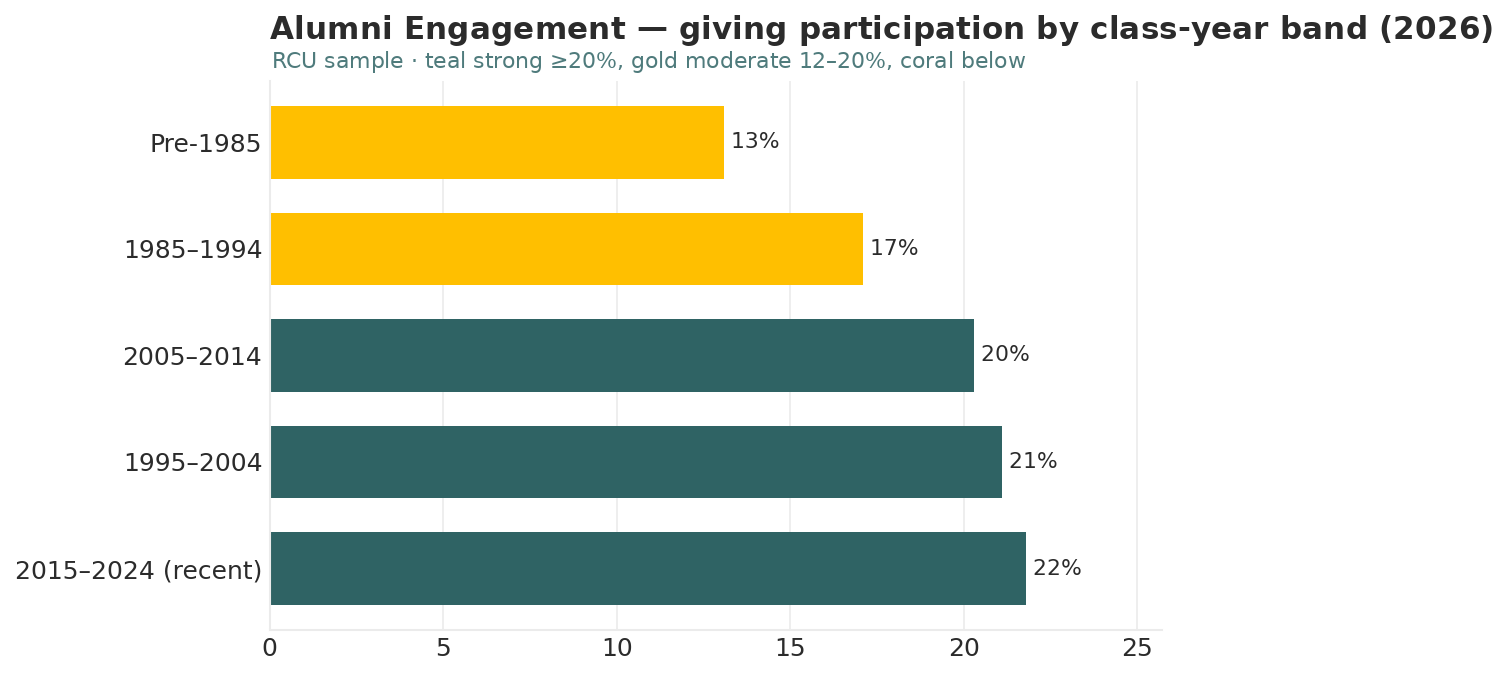 Alumni Engagement — giving participation by class-year band (2026)
RCU sample · teal strong ≥20%, gold moderate 12–20%, coral below
Pre-1985 13%
1985–1994 17%
2005–2014 20%
1995–2004 21%
2015–2024 (recent) 22%
0 5 10 15 20 25